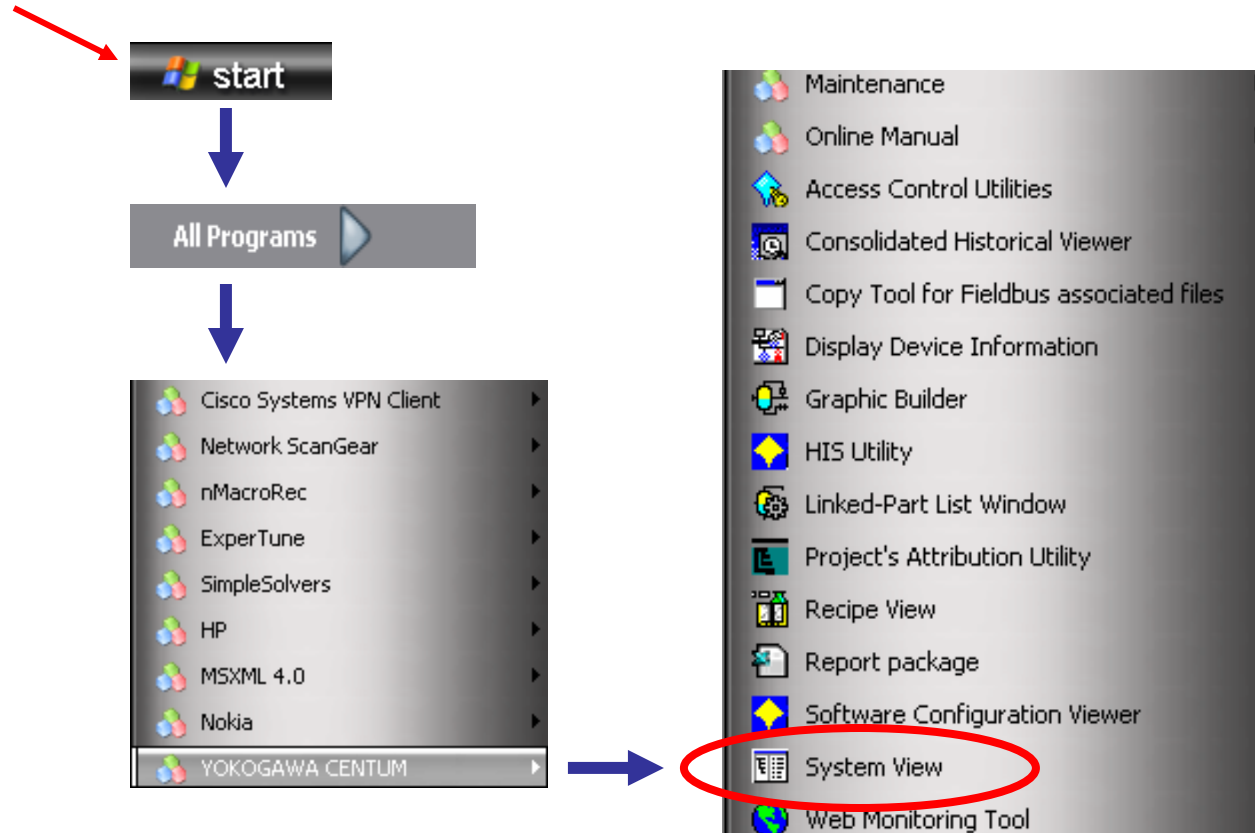 start
All Programs
Cisco Systems VPN Client
Network ScanGear
nMacroRec
ExperTune
SimpleSolvers
HP
MSXML 4.0
Nokia
YOKOGAWA CENTUM
Maintenance
Online Manual
Access Control Utilities
Consolidated Historical Viewer
Copy Tool for Fieldbus associated files
Display Device Information
Graphic Builder
HIS Utility
Linked-Part List Window
Project's Attribution Utility
Recipe View
Report package
Software Configuration Viewer
System View
Web Monitoring Tool